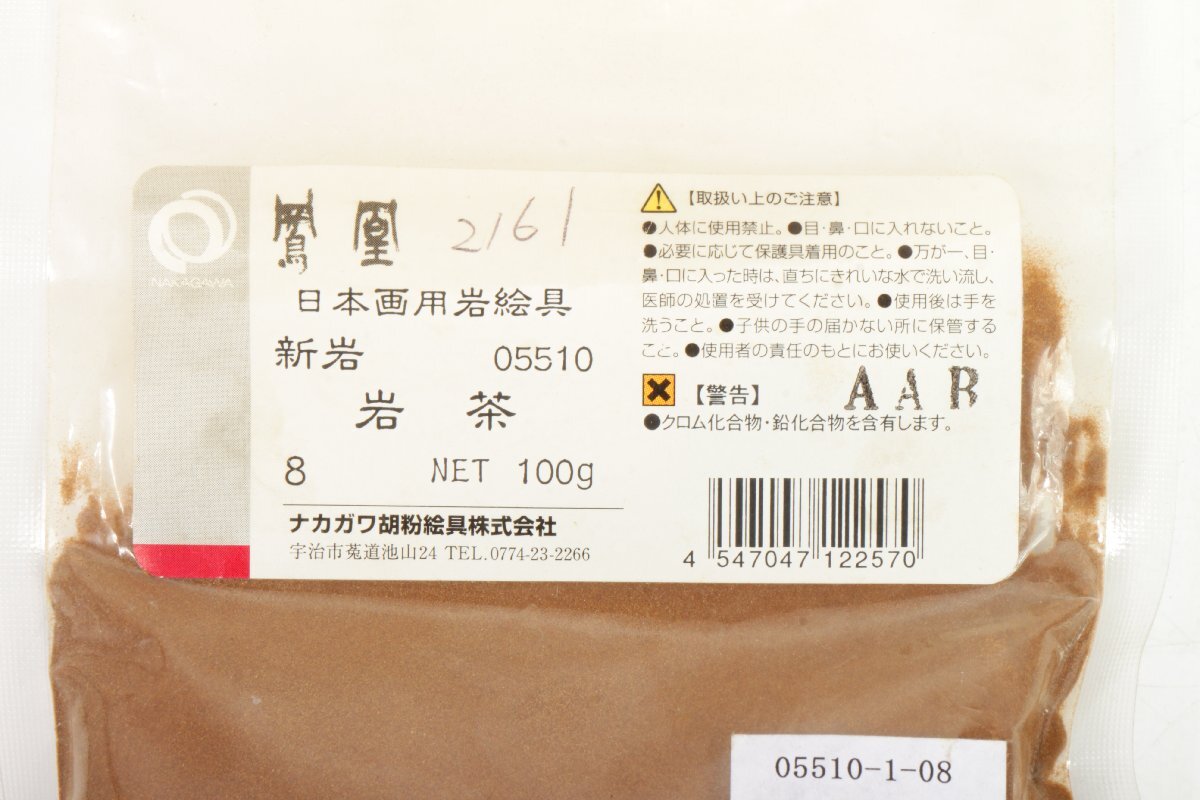 NAKAGAWA
鳳凰 2161
日本画用岩絵具
新岩 05510
岩 茶
8 NET 100g
ナカガワ胡粉絵具株式会社
宇治市菟道池山24 TEL.0774-23-2266
【取扱い上のご注意】
●人体に使用禁止。●目・鼻・口に入れないこと。
●必要に応じて保護具着用のこと。●万が一、目・
鼻・口に入った時は、直ちにきれいな水で洗い流し、
医師の処置を受けてください。●使用後は手を
洗うこと。●子供の手の届かない所に保管する
こと。●使用者の責任のもとにお使いください。
【警告】 AAB
●クロム化合物・鉛化合物を含有します。
4 547047 122570
05510-1-08